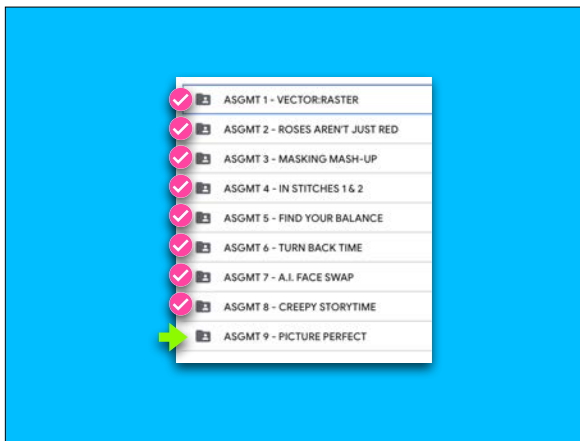 ASGMT 1 - VECTOR:RASTER
ASGMT 2 - ROSES AREN'T JUST RED
ASGMT 3 - MASKING MASH-UP
ASGMT 4 - IN STITCHES 1 & 2
ASGMT 5 - FIND YOUR BALANCE
ASGMT 6 - TURN BACK TIME
ASGMT 7 - A.I. FACE SWAP
ASGMT 8 - CREEPY STORYTIME
ASGMT 9 - PICTURE PERFECT